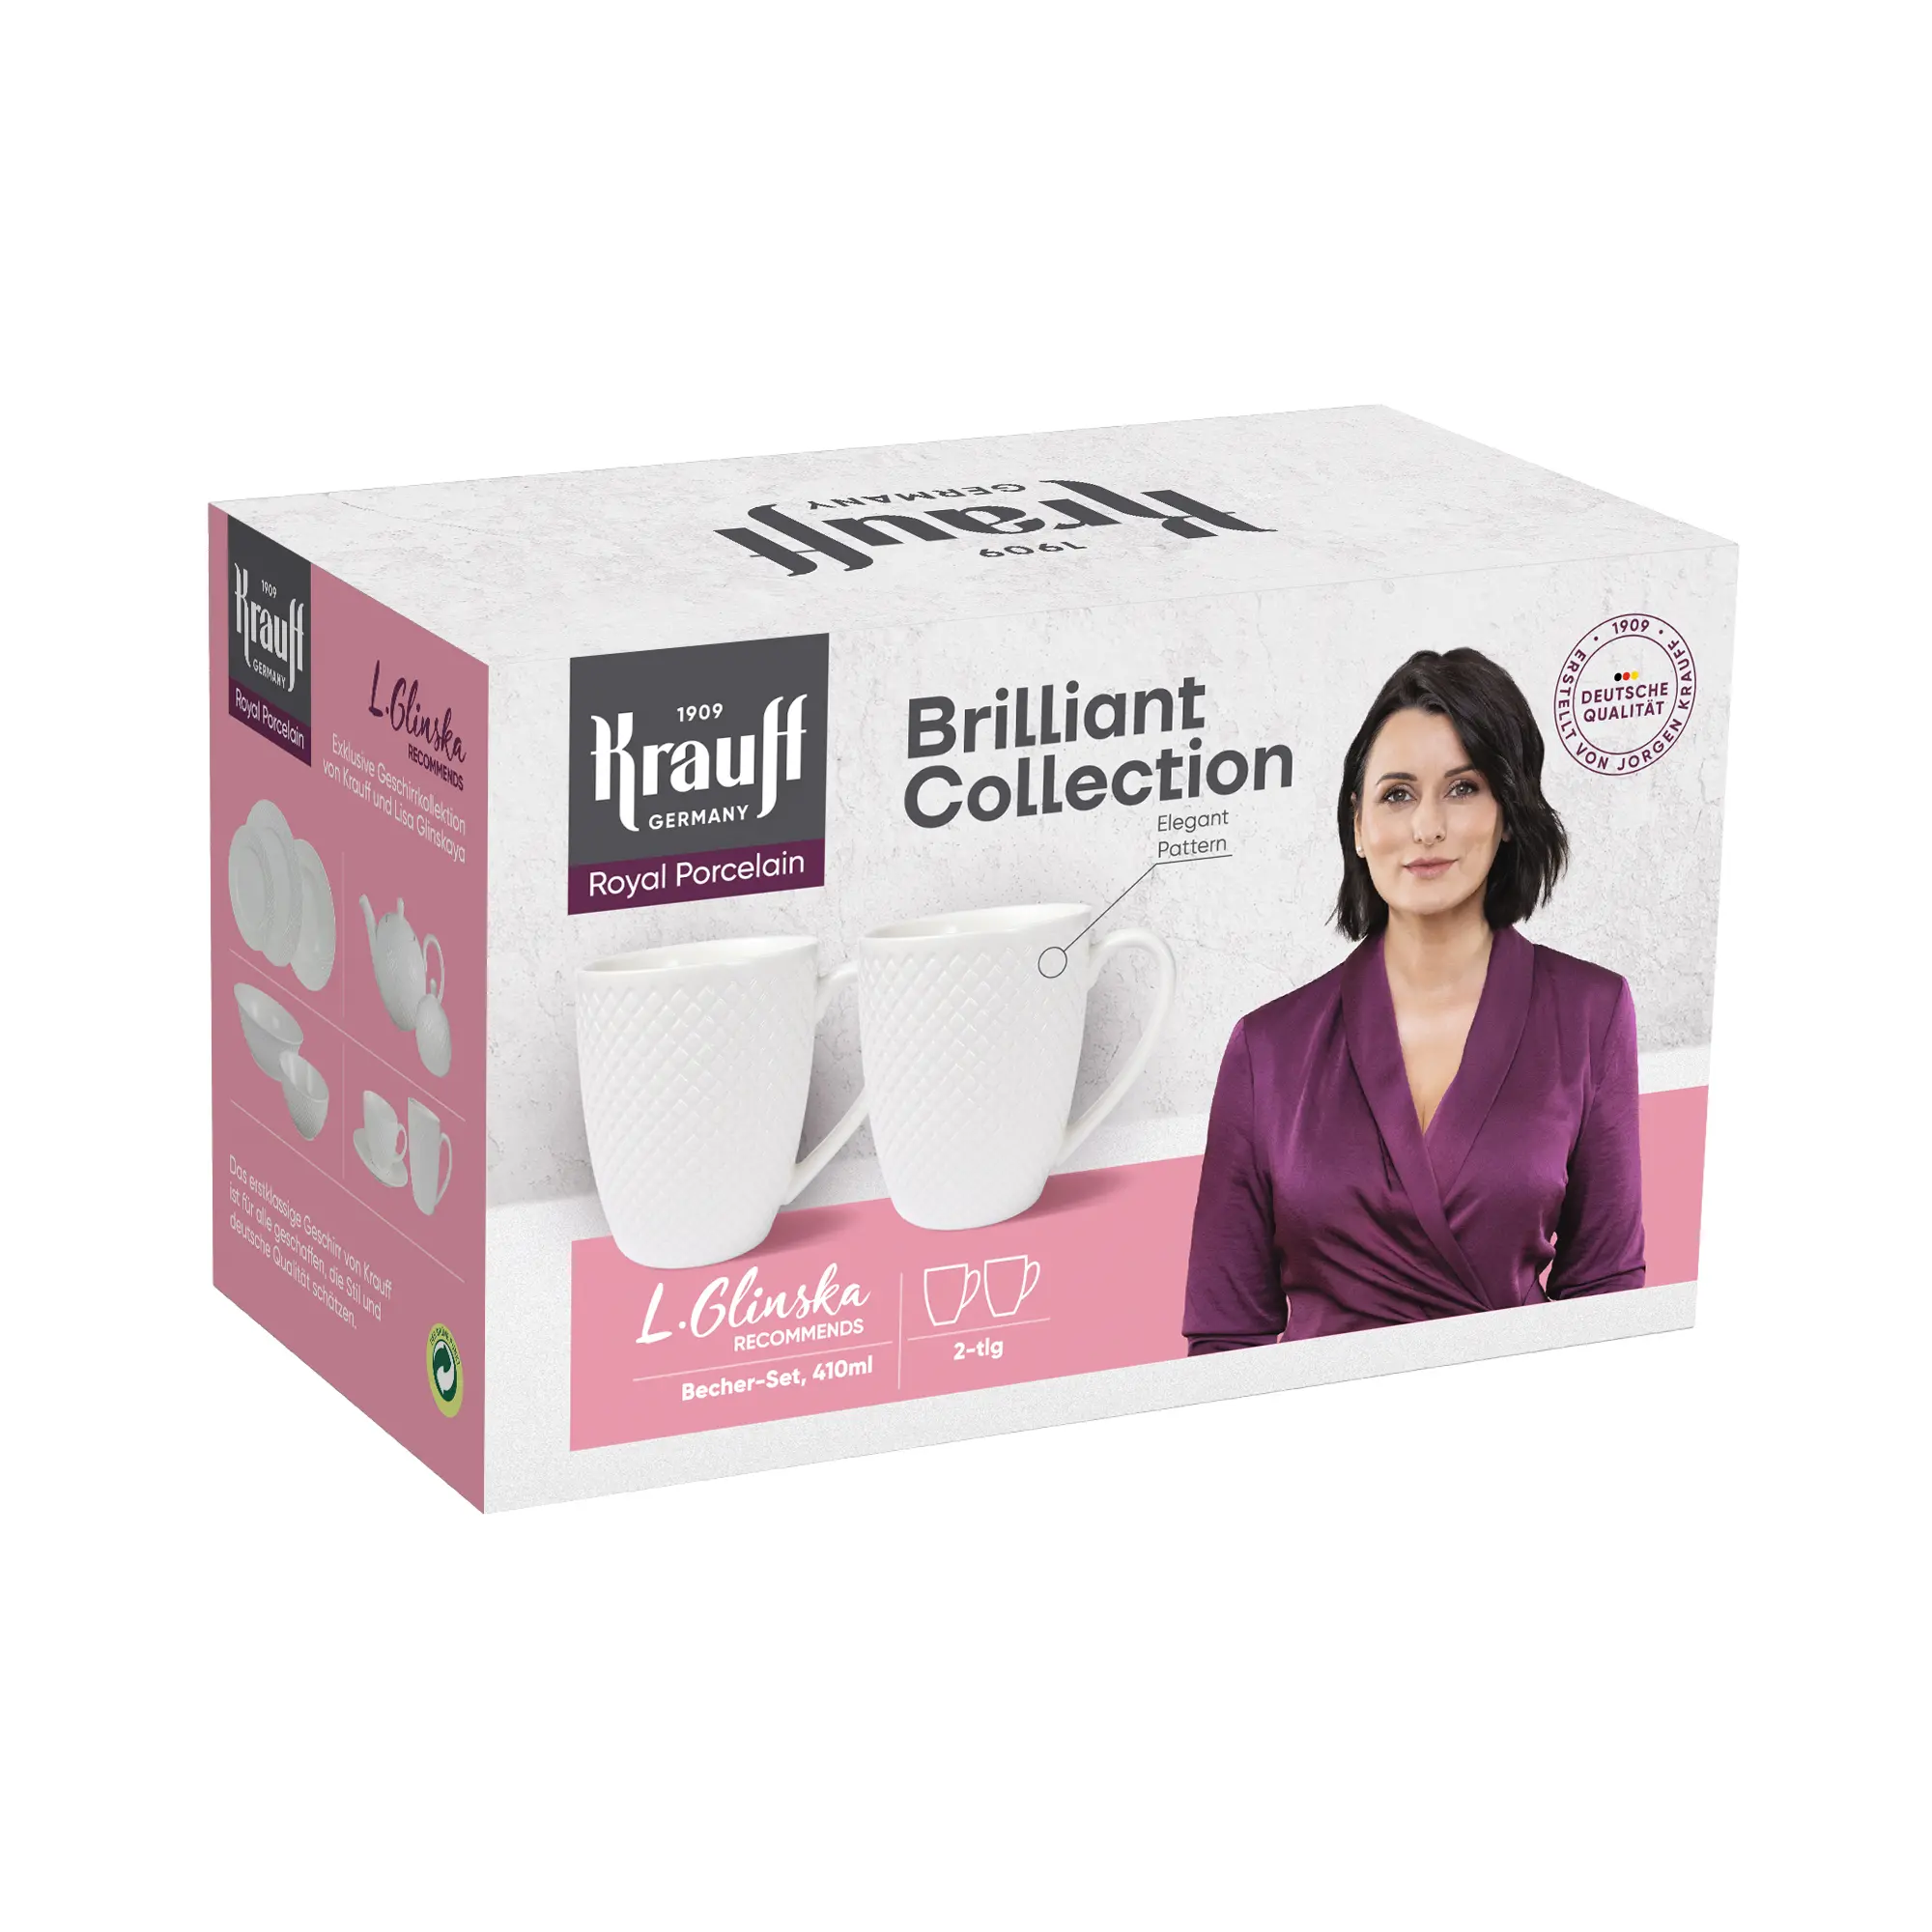 Krauff
GERMANY
1909
1909
Krauff
GERMANY
Royal Porcelain
L.Glinska
RECOMMENDS
Exklusive Geschirrkollektion
von Krauff und Lisa Glinskaya
Das erstklassige Geschirr von Krauff
ist für alle geschaffen, die Stil und
deutsche Qualität schätzen.
1909
Krauff
GERMANY
Royal Porcelain
Brilliant
Collection
Elegant
Pattern
• 1909 •
ERSTELLT VON JORGEN KRAUFF
DEUTSCHE
QUALITÄT
L.Glinska
RECOMMENDS
Becher-Set, 410ml
2-tlg